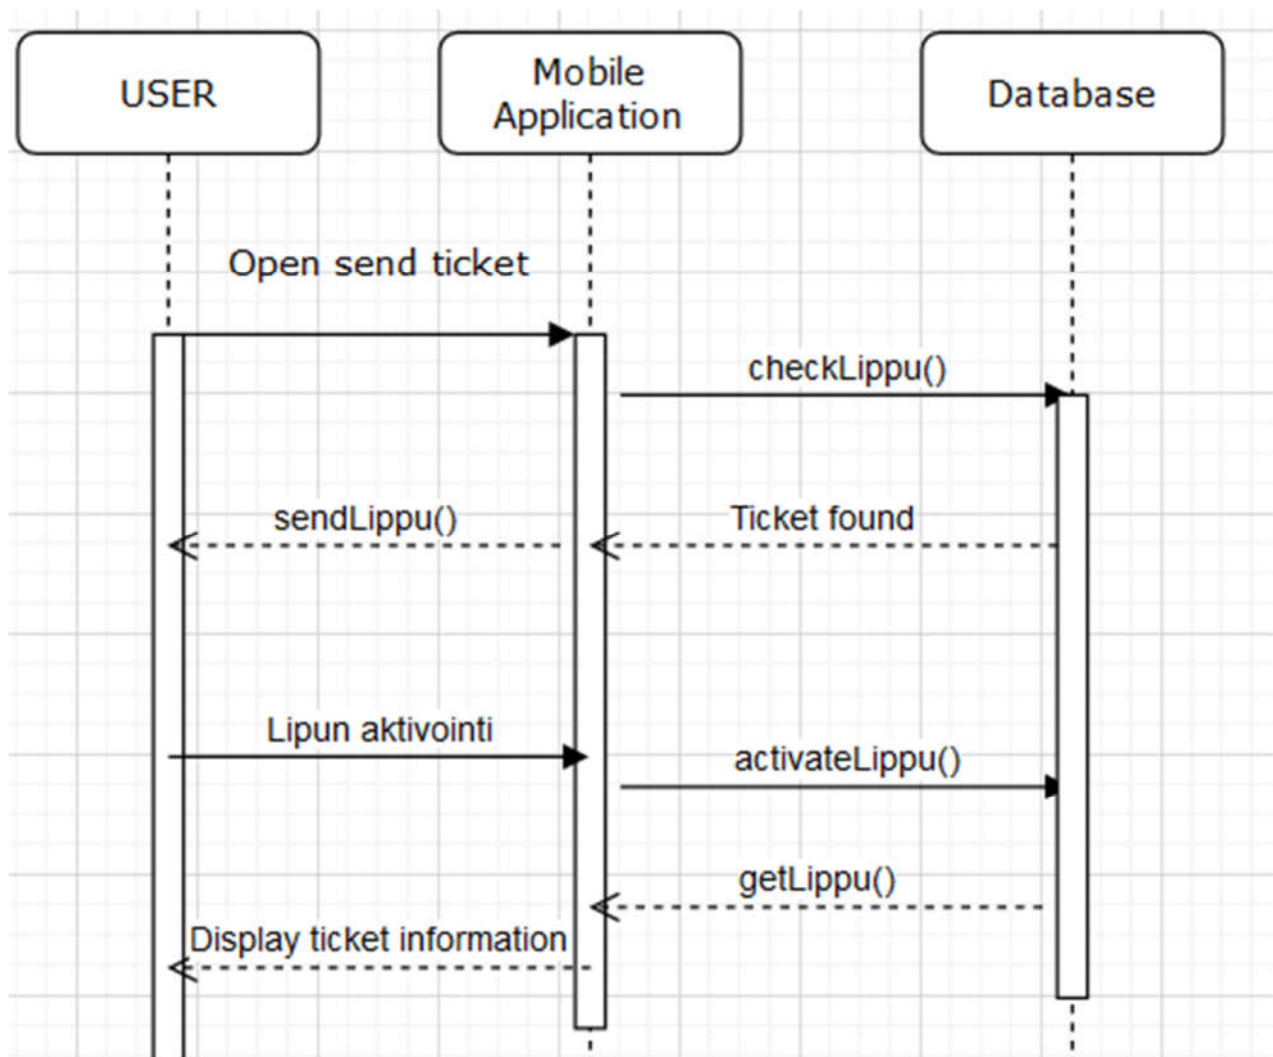 USER
Mobile
Application
Database
Open send ticket
checkLippu()
sendLippu()
Ticket found
Lipun aktivointi
activateLippu()
getLippu()
Display ticket information